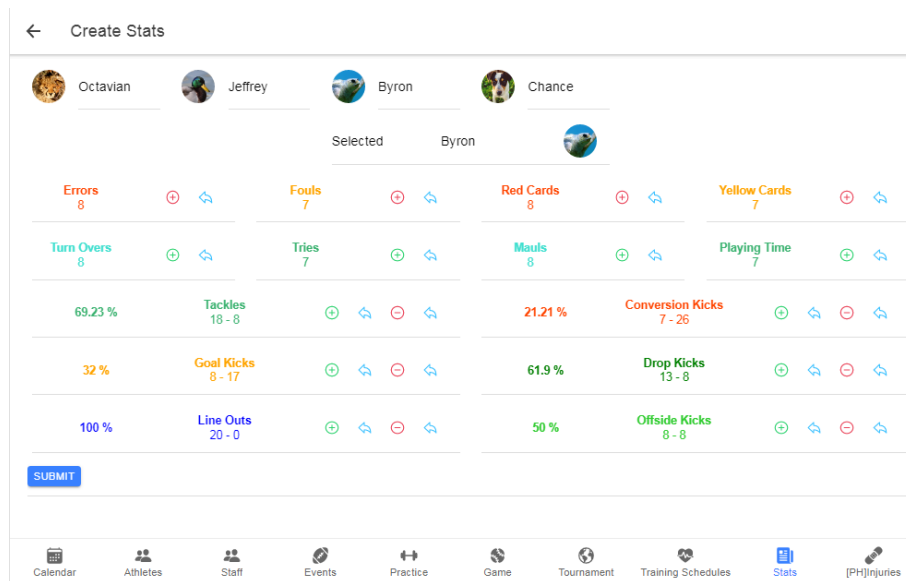 Create Stats
Octavian Jeffrey Byron Chance
Selected Byron
Errors Fouls Red Cards Yellow Cards
8 7 8 7
Turn Overs Tries Mauls Playing Time
8 7 8 7
69.23 % Tackles 21.21 % Conversion Kicks
18 - 8 7 - 26
32 % Goal Kicks 61.9 % Drop Kicks
8 - 17 13 - 8
100 % Line Outs 50 % Offside Kicks
20 - 0 8 - 8
SUBMIT
Calendar Athletes Staff Events Practice Game Tournament Training Schedules Stats [PH]Injuries